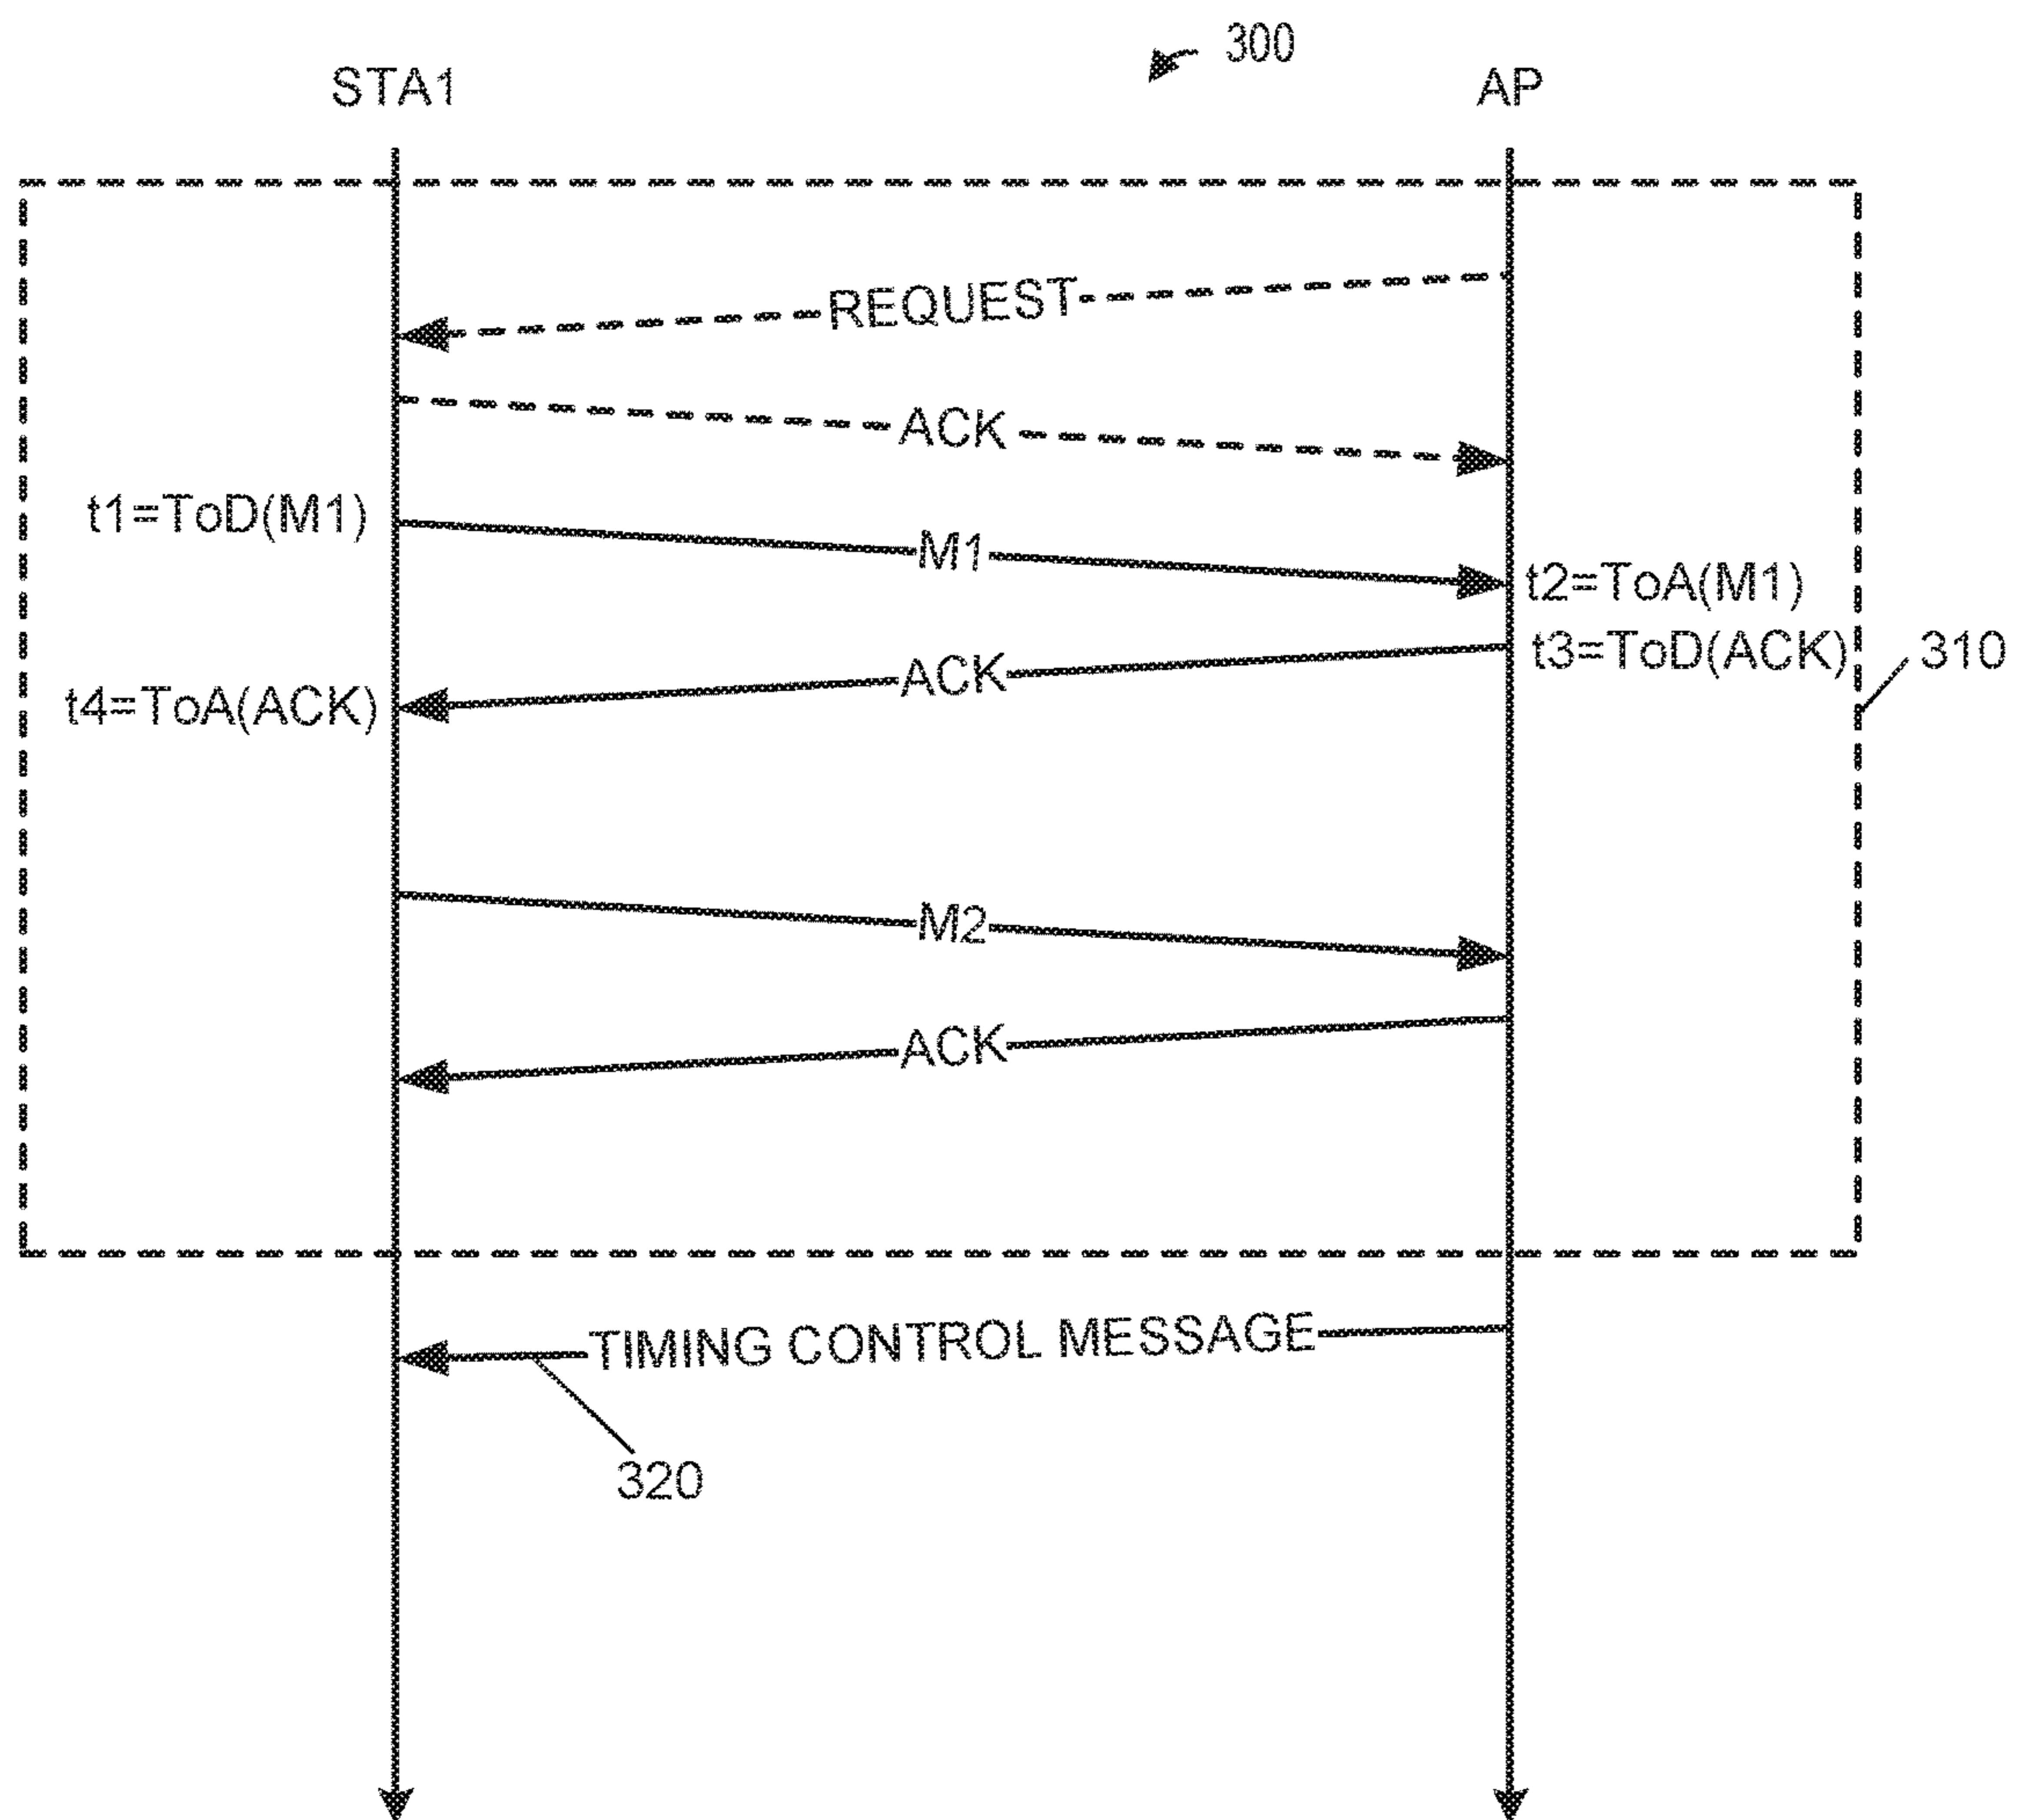 300
STA1
AP
REQUEST
ACK
t1=ToD(M1)
M1
t2=ToA(M1)
t3=ToD(ACK)
310
ACK
t4=ToA(ACK)
M2
ACK
TIMING CONTROL MESSAGE
320